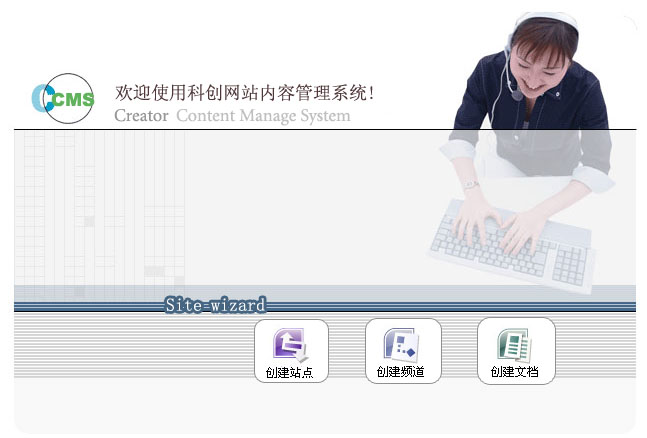 CCMS
欢迎使用科创网站内容管理系统!
Creator Content Manage System
Site-wizard
创建站点
创建频道
创建文档